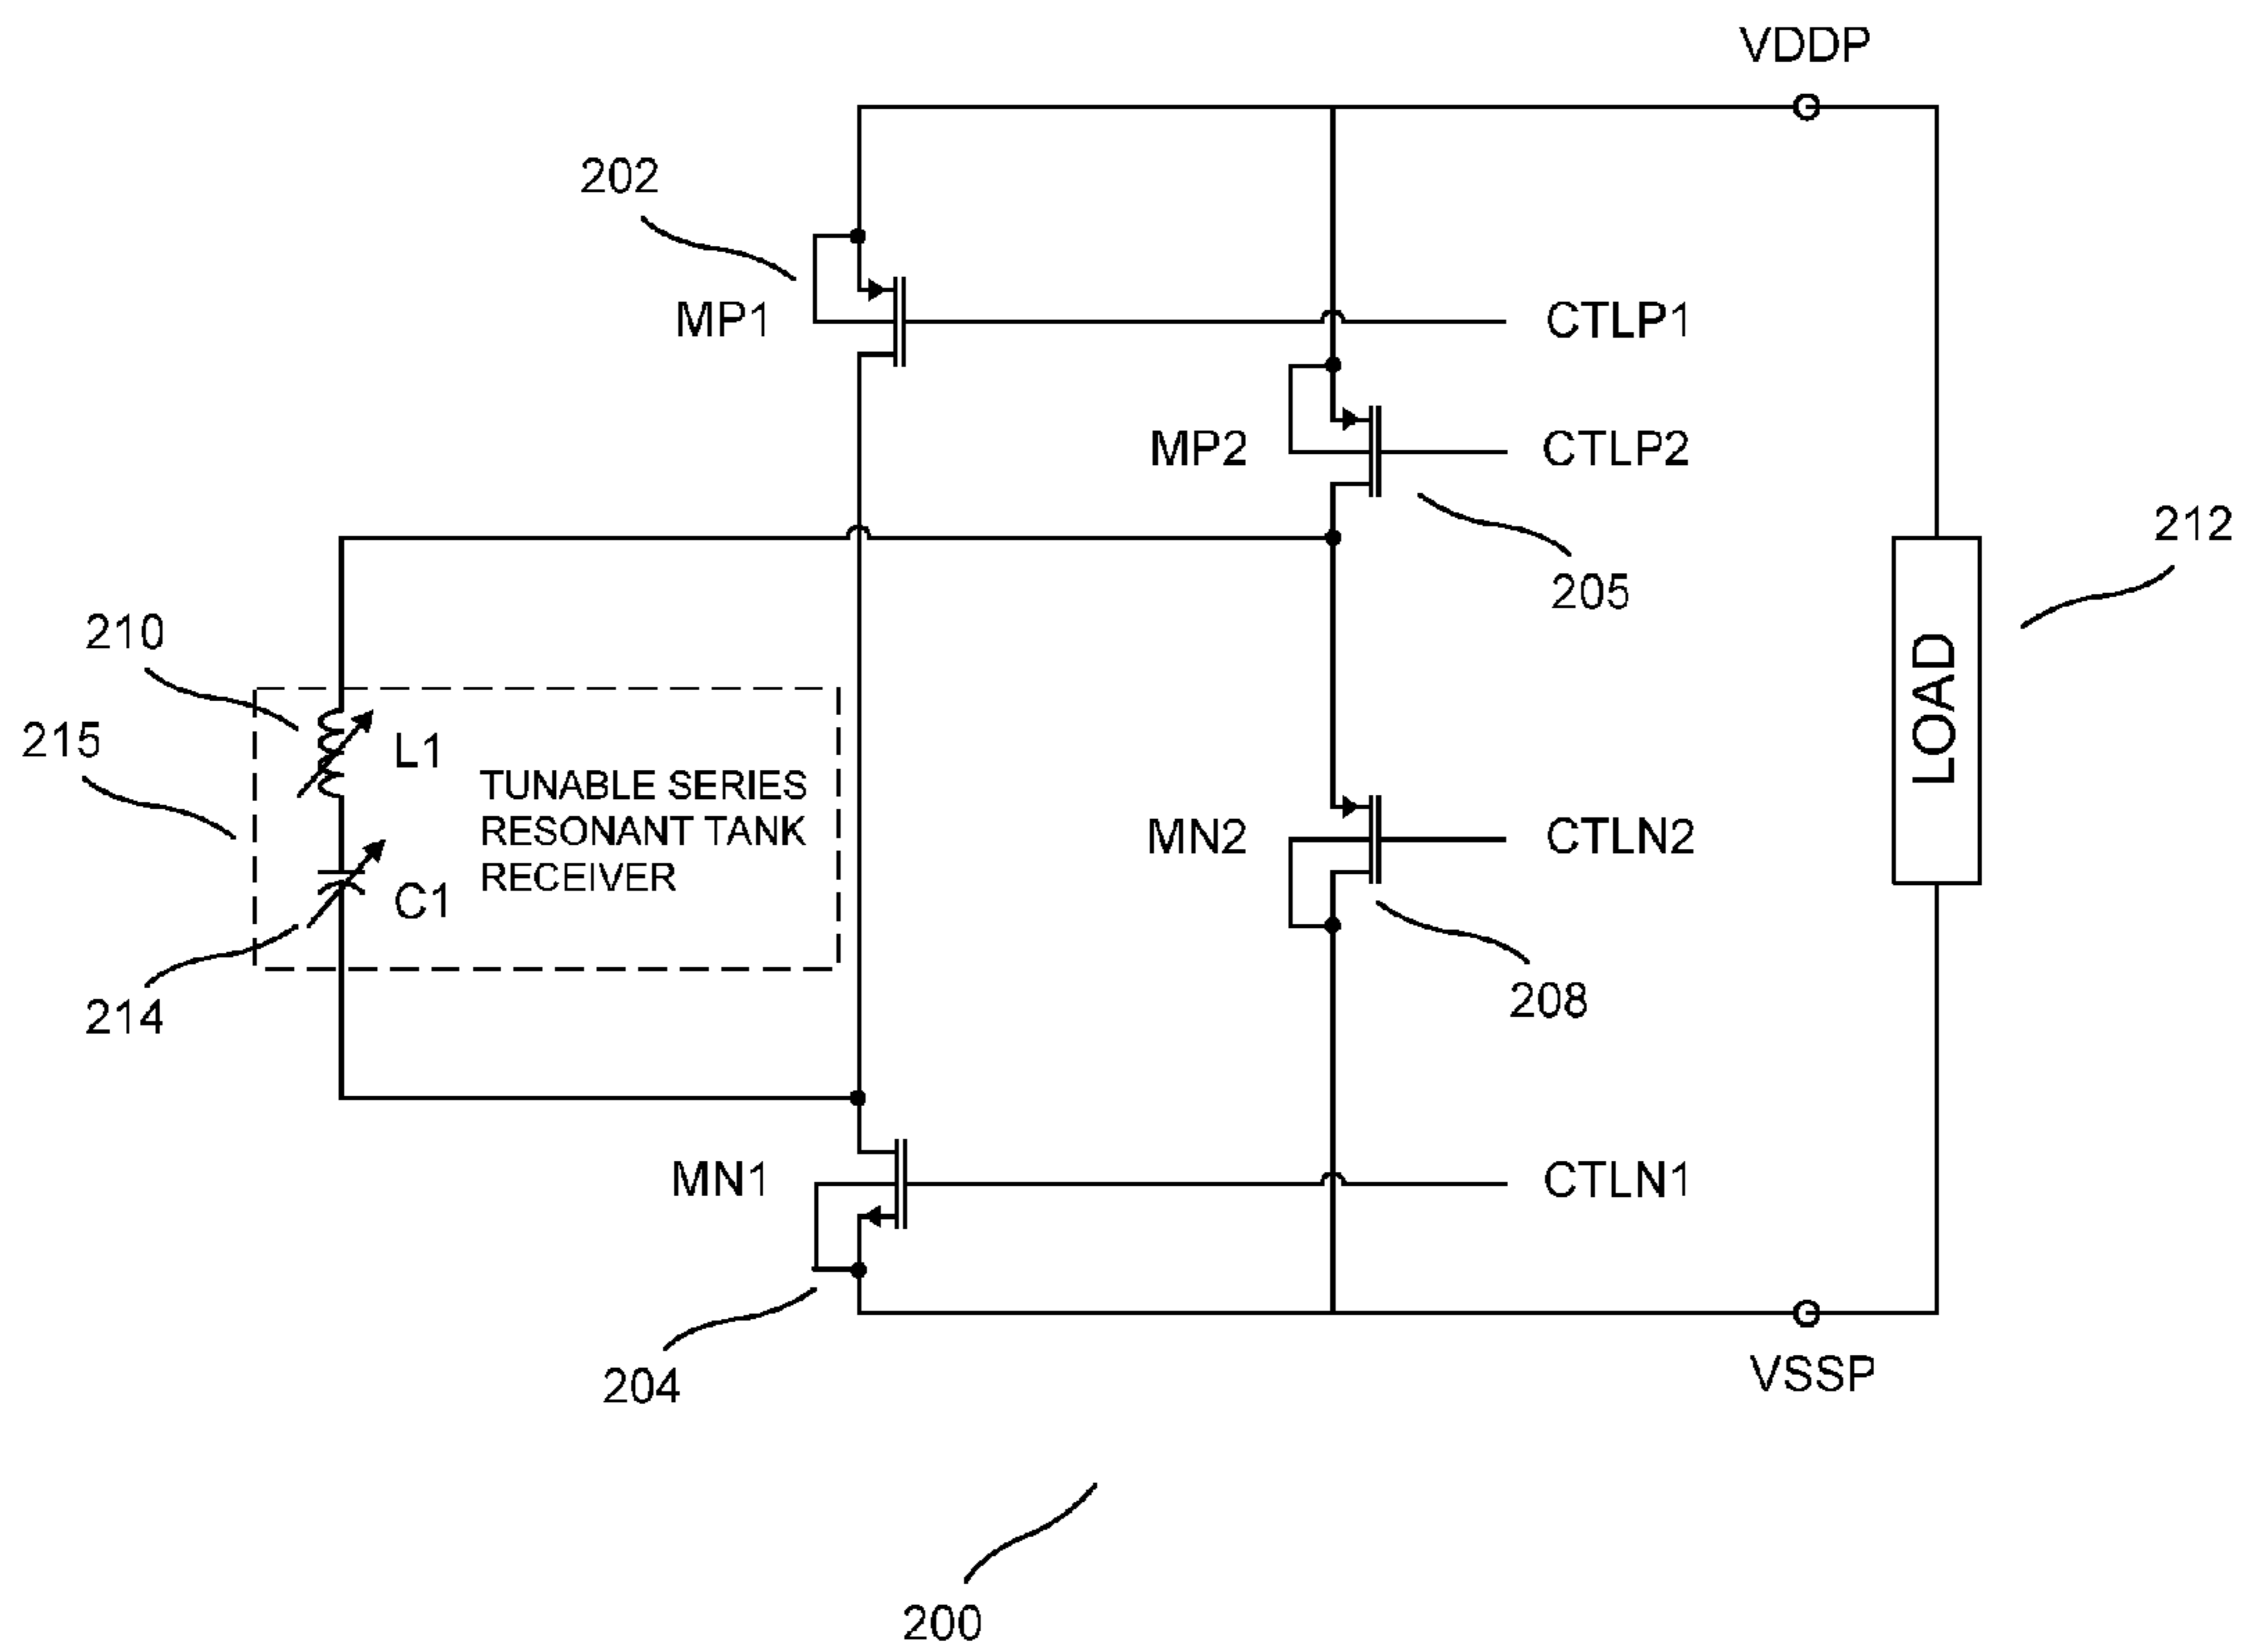 VDDP
202
MP1
CTLP1
MP2
CTLP2
205
212
210
215
L1
TUNABLE SERIES
RESONANT TANK
RECEIVER
C1
214
LOAD
MN2
CTLN2
208
MN1
CTLN1
204
VSSP
200